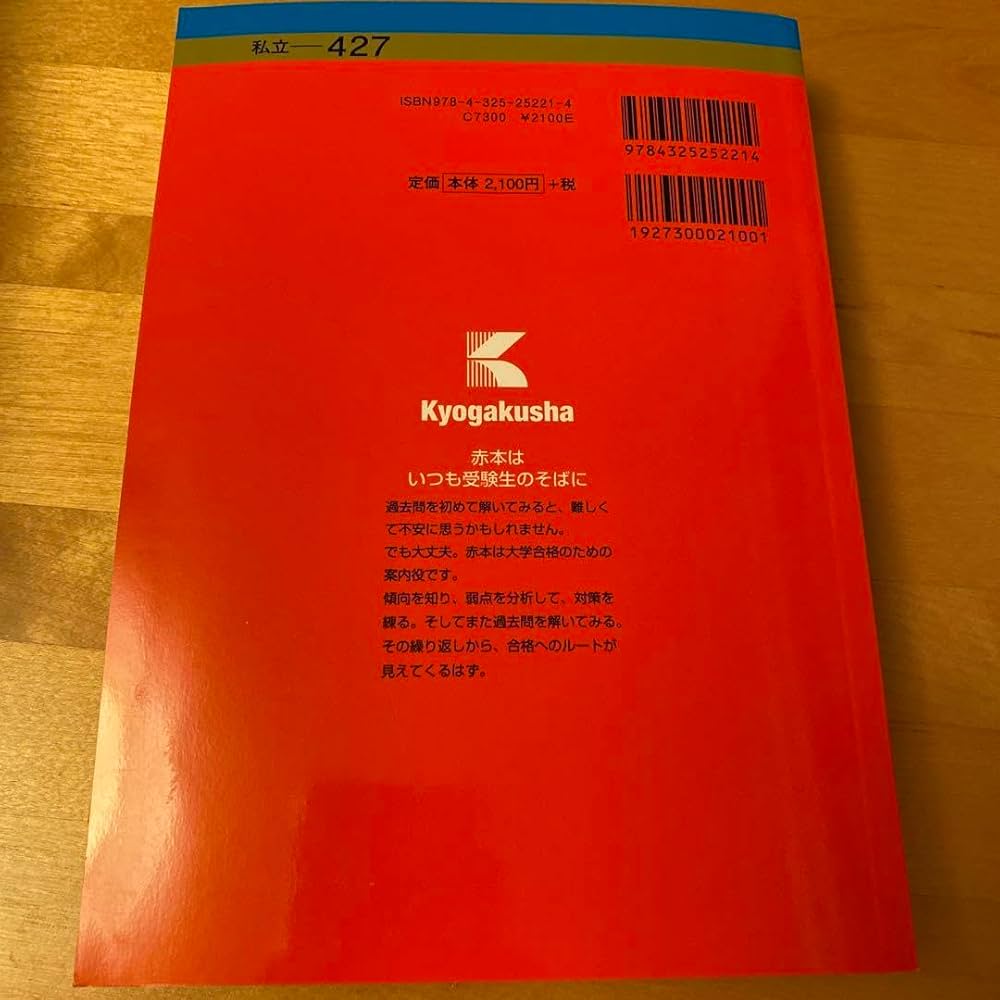 私立―427
ISBN978-4-325-25221-4
C7300 ¥2100E
9784325252214
定価 本体 2,100円 +税
1927300021001
Kyogakusha
赤本は
いつも受験生のそばに
過去問を初めて解いてみると、難しく
て不安に思うかもしれません。
でも大丈夫。赤本は大学合格のための
案内役です。
傾向を知り、弱点を分析して、対策を
練る。そしてまた過去問を解いてみる。
その繰り返しから、合格へのルートが
見えてくるはず。